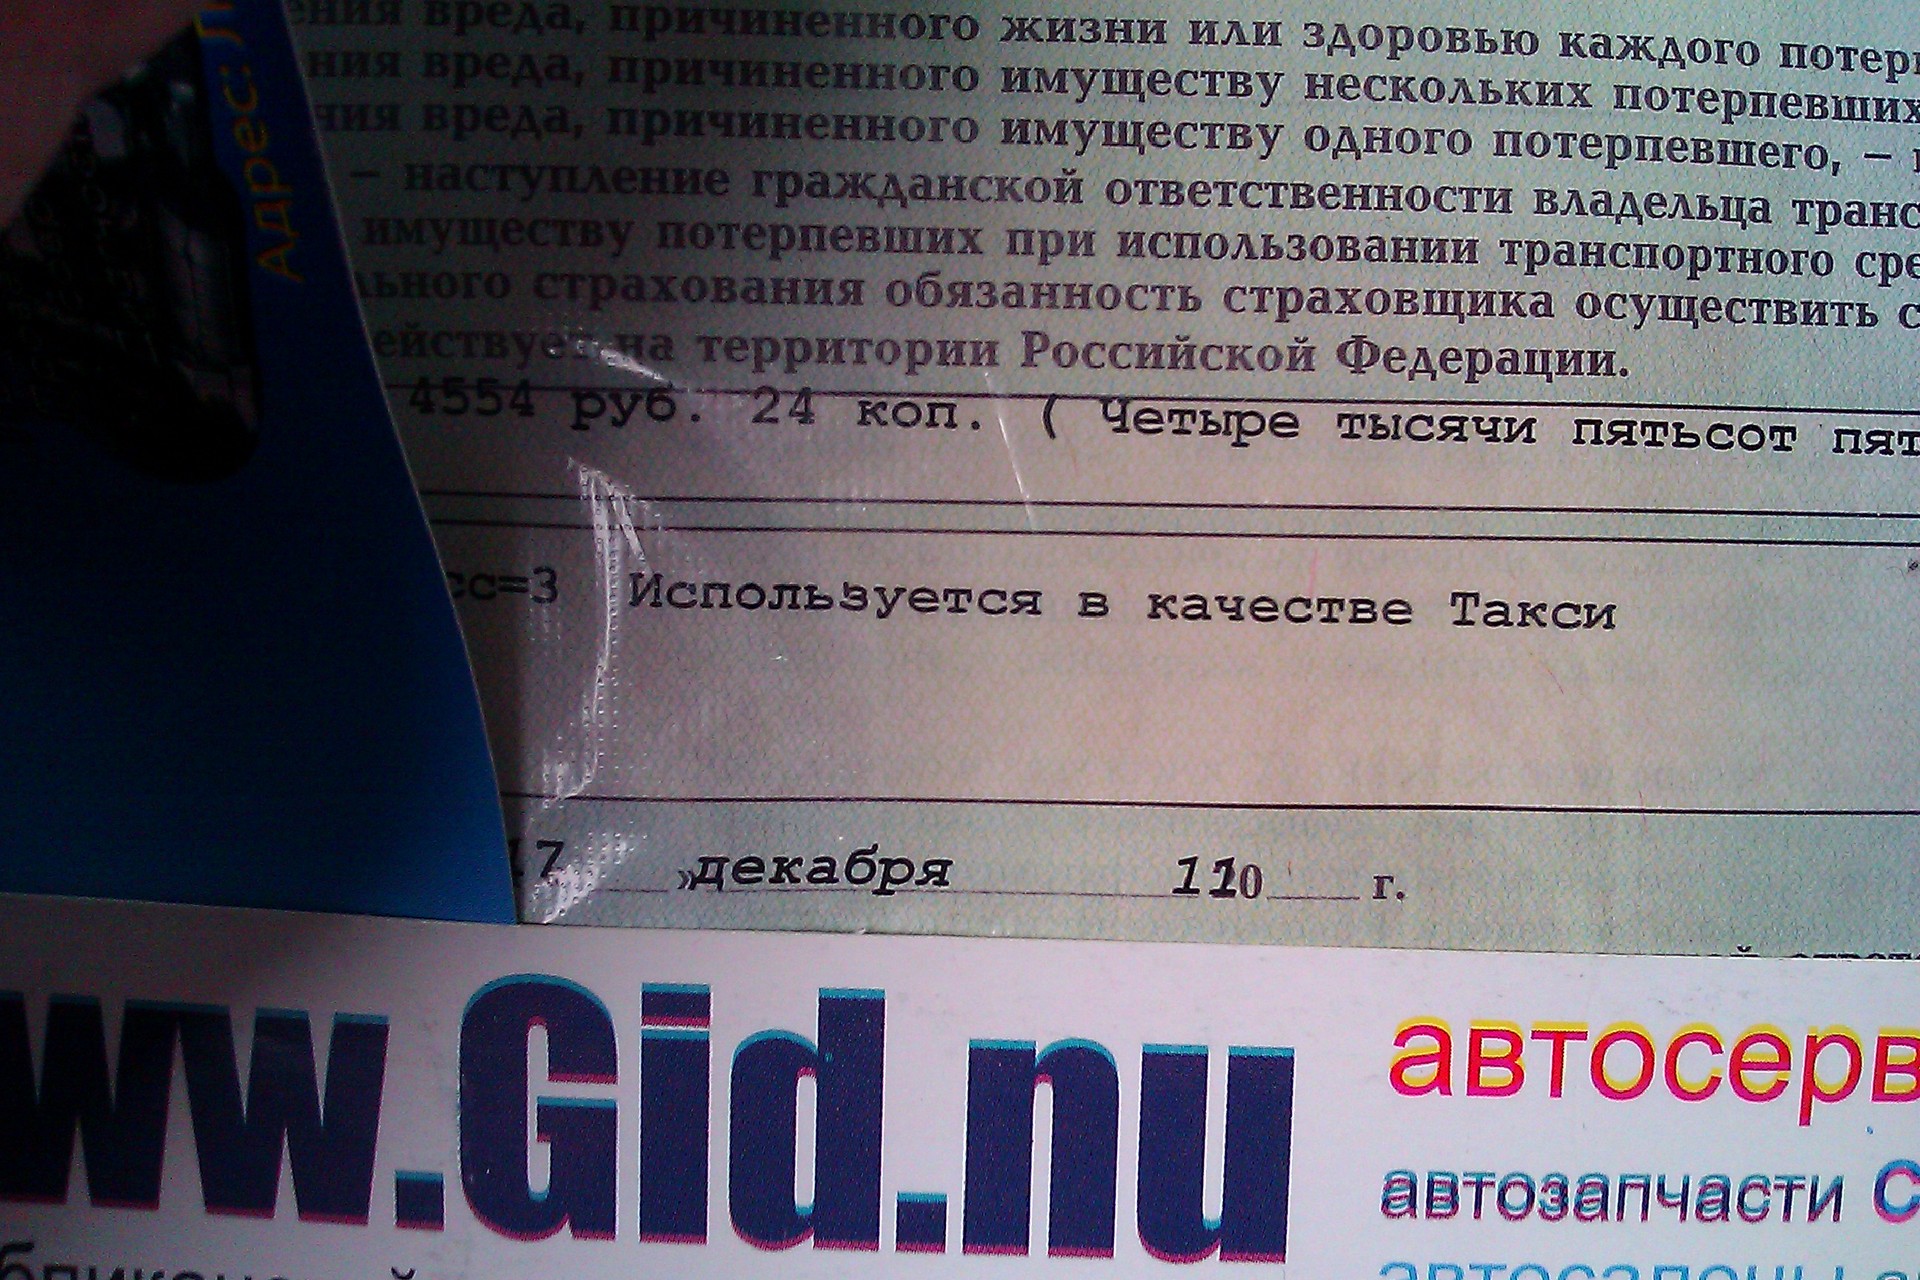 ения вреда, причиненного жизни или здоровью каждого потерп
ния вреда, причиненного имуществу нескольких потерпевших
ния вреда, причиненного имуществу одного потерпевшего, –
– наступление гражданской ответственности владельца транс
имуществу потерпевших при использовании транспортного сре
льного страхования обязанность страховщика осуществить с
ействует на территории Российской Федерации.
4554 руб. 24 коп. ( Четыре тысячи пятьсот пят
сс=3 Используется в качестве Такси
17 » декабря 11 20 г.
Адрес: Л
ww.Gid.nu
автосерв
автозапчасти С